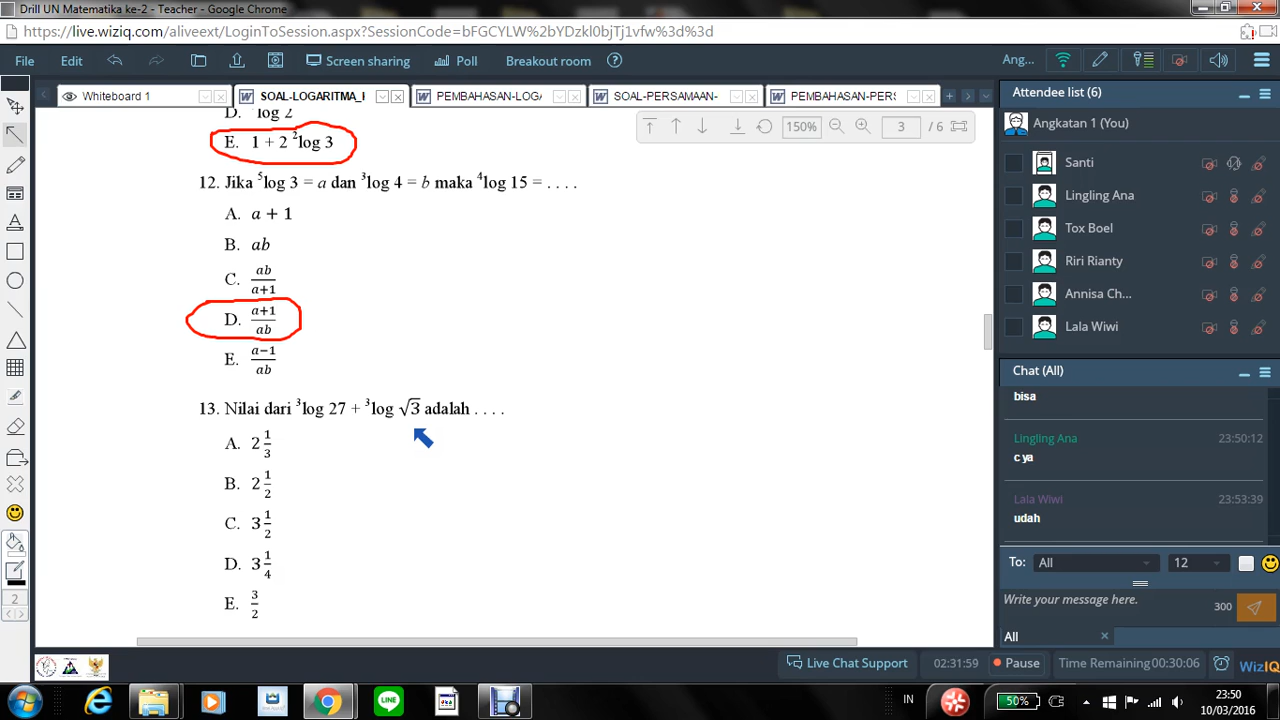 Drill UN Matematika ke-2 - Teacher - Google Chrome
https://live.wiziq.com/aliveext/LoginToSession.aspx?SessionCode=bFGCYLW%2bYDzkl0bjTj1vfw%3d%3d
File Edit Screen sharing Poll Breakout room ? Ang...
Whiteboard 1 SOAL-LOGARITMA_ PEMBAHASAN-LOGA SOAL-PERSAMAAN- PEMBAHASAN-PERS
150% 3 / 6
D. log 2
E. 1 + 2 ²log 3
12. Jika ⁵log 3 = a dan ³log 4 = b maka ⁴log 15 = . . . .
A. a + 1
B. ab
C. ab/(a+1)
D. (a+1)/ab
E. (a−1)/ab
13. Nilai dari ³log 27 + ³log √3 adalah . . . .
A. 2 1/3
B. 2 1/2
C. 3 1/2
D. 3 1/4
E. 3/2
2
Attendee list (6)
Angkatan 1 (You)
Santi
Lingling Ana
Tox Boel
Riri Rianty
Annisa Ch...
Lala Wiwi
Chat (All)
bisa
Lingling Ana 23:50:12
c ya
Lala Wiwi 23:53:39
udah
To: All 12
Write your message here. 300
All
Live Chat Support 02:31:59 Pause Time Remaining 00:30:06 WizIQ
LINE IN 50% 23:50
10/03/2016